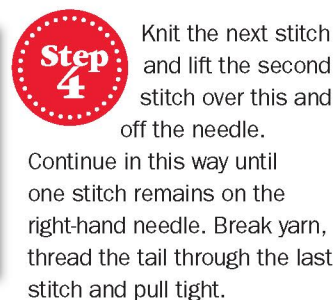 Step
4
Knit the next stitch
and lift the second
stitch over this and
off the needle.
Continue in this way until
one stitch remains on the
right-hand needle. Break yarn,
thread the tail through the last
stitch and pull tight.